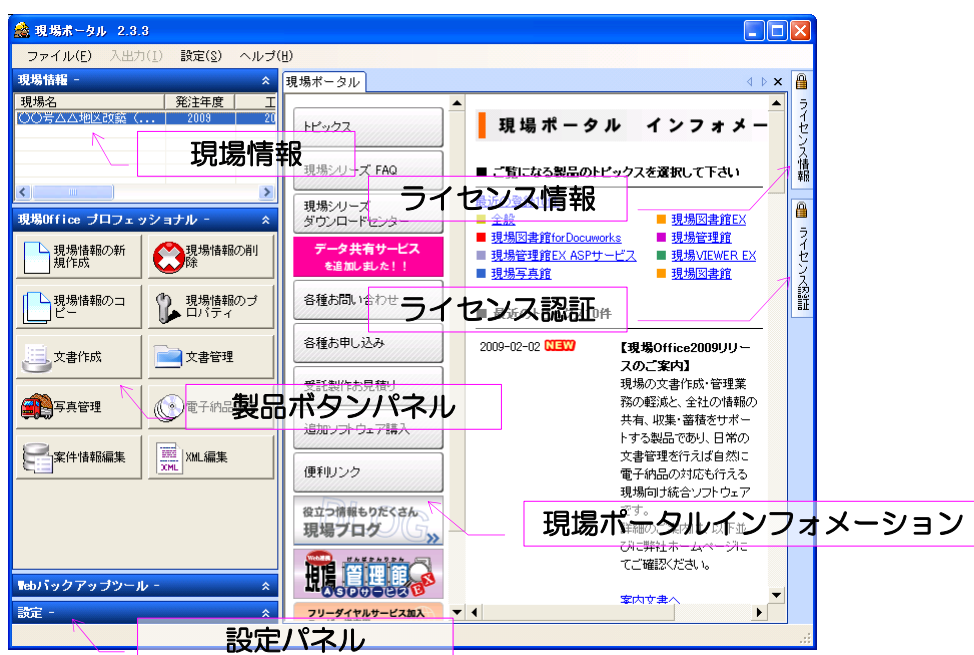 現場ポータル 2.3.3
ファイル(F) 入出力(I) 設定(S) ヘルプ(H)
現場情報 -
現場名 発注年度 工
〇〇号△△地区改築 (... 2009 20
現場情報
現場Office プロフェッショナル -
現場情報の新
規作成
現場情報の削
除
現場情報のコ
ピー
現場情報のプ
ロパティ
文書作成
文書管理
写真管理
電子納品
案件情報編集
XML
XML編集
製品ボタンパネル
Webバックアップツール -
設定 -
設定パネル
現場ポータル
トピックス
現場シリーズ FAQ
現場シリーズ
ダウンロードセンター
データ共有サービス
を追加しました！！
各種お問い合わせ
各種お申し込み
受託製作お見積り
追加ソフトウェア購入
便利リンク
BLOG
役立つ情報もりだくさん
現場ブログ
げんばかんりかん
現場管理館EX
ASPサービス
フリーダイヤルサービス加入
現場ポータル インフォメー
■ ご覧になる製品のトピックスを選択して下さい
全般
現場図書館EX
現場図書館forDocuworks
現場管理館
現場管理館EX ASPサービス
現場VIEWER EX
現場写真館
現場図書館
ライセンス情報
ライセンス認証
2009-02-02 NEW
【現場Office2009リリー
スのご案内】
現場の文書作成・管理業
務の軽減と、全社の情報の
共有、収集・蓄積をサポー
トする製品であり、日常の
文書管理を行えば自然に
電子納品の対応も行える
現場向け統合ソフトウェア
です。
現場ポータルインフォメーション
びに弊社ホームページに
てご確認ください。
案内文書へ
ライセンス情報
ライセンス認証